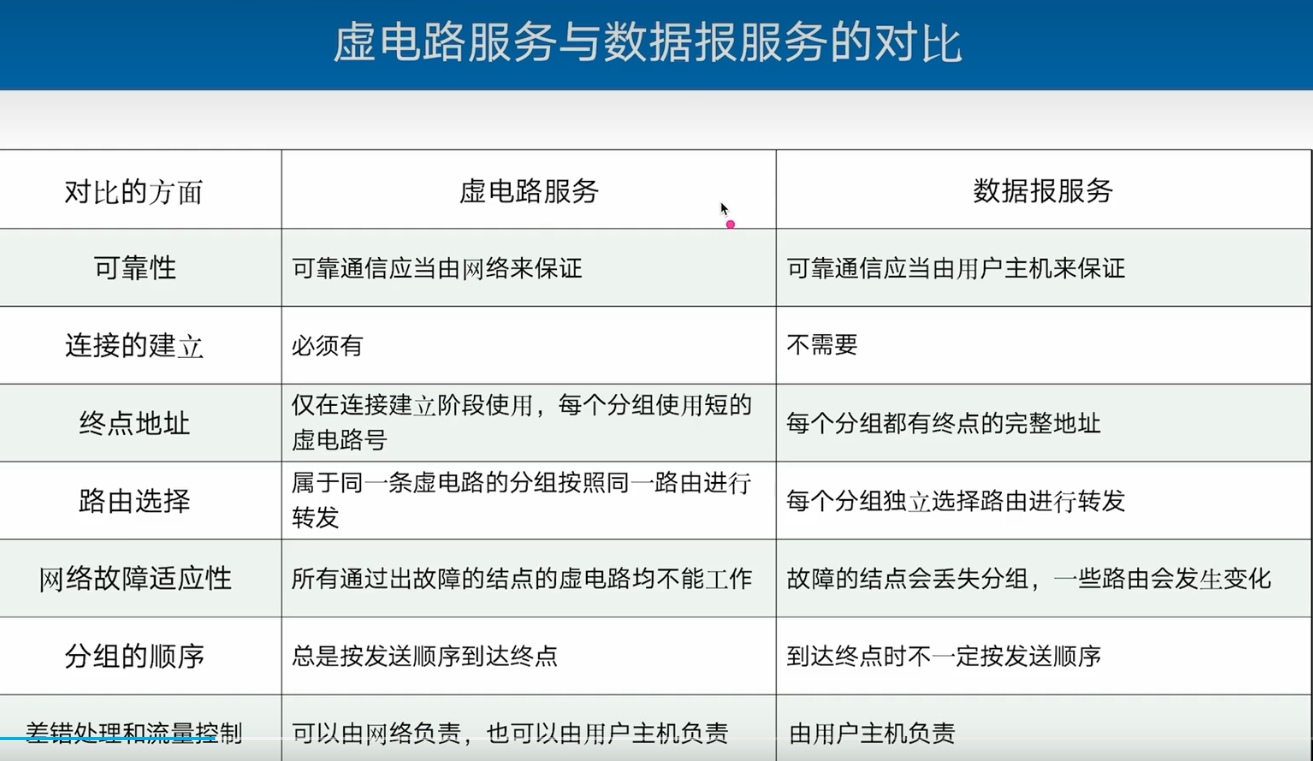 虚电路服务与数据报服务的对比
对比的方面
虚电路服务
数据报服务
可靠性
可靠通信应当由网络来保证
可靠通信应当由用户主机来保证
连接的建立
必须有
不需要
终点地址
仅在连接建立阶段使用，每个分组使用短的
虚电路号
每个分组都有终点的完整地址
路由选择
属于同一条虚电路的分组按照同一路由进行
转发
每个分组独立选择路由进行转发
网络故障适应性
所有通过出故障的结点的虚电路均不能工作
故障的结点会丢失分组，一些路由会发生变化
分组的顺序
总是按发送顺序到达终点
到达终点时不一定按发送顺序
差错处理和流量控制
可以由网络负责，也可以由用户主机负责
由用户主机负责